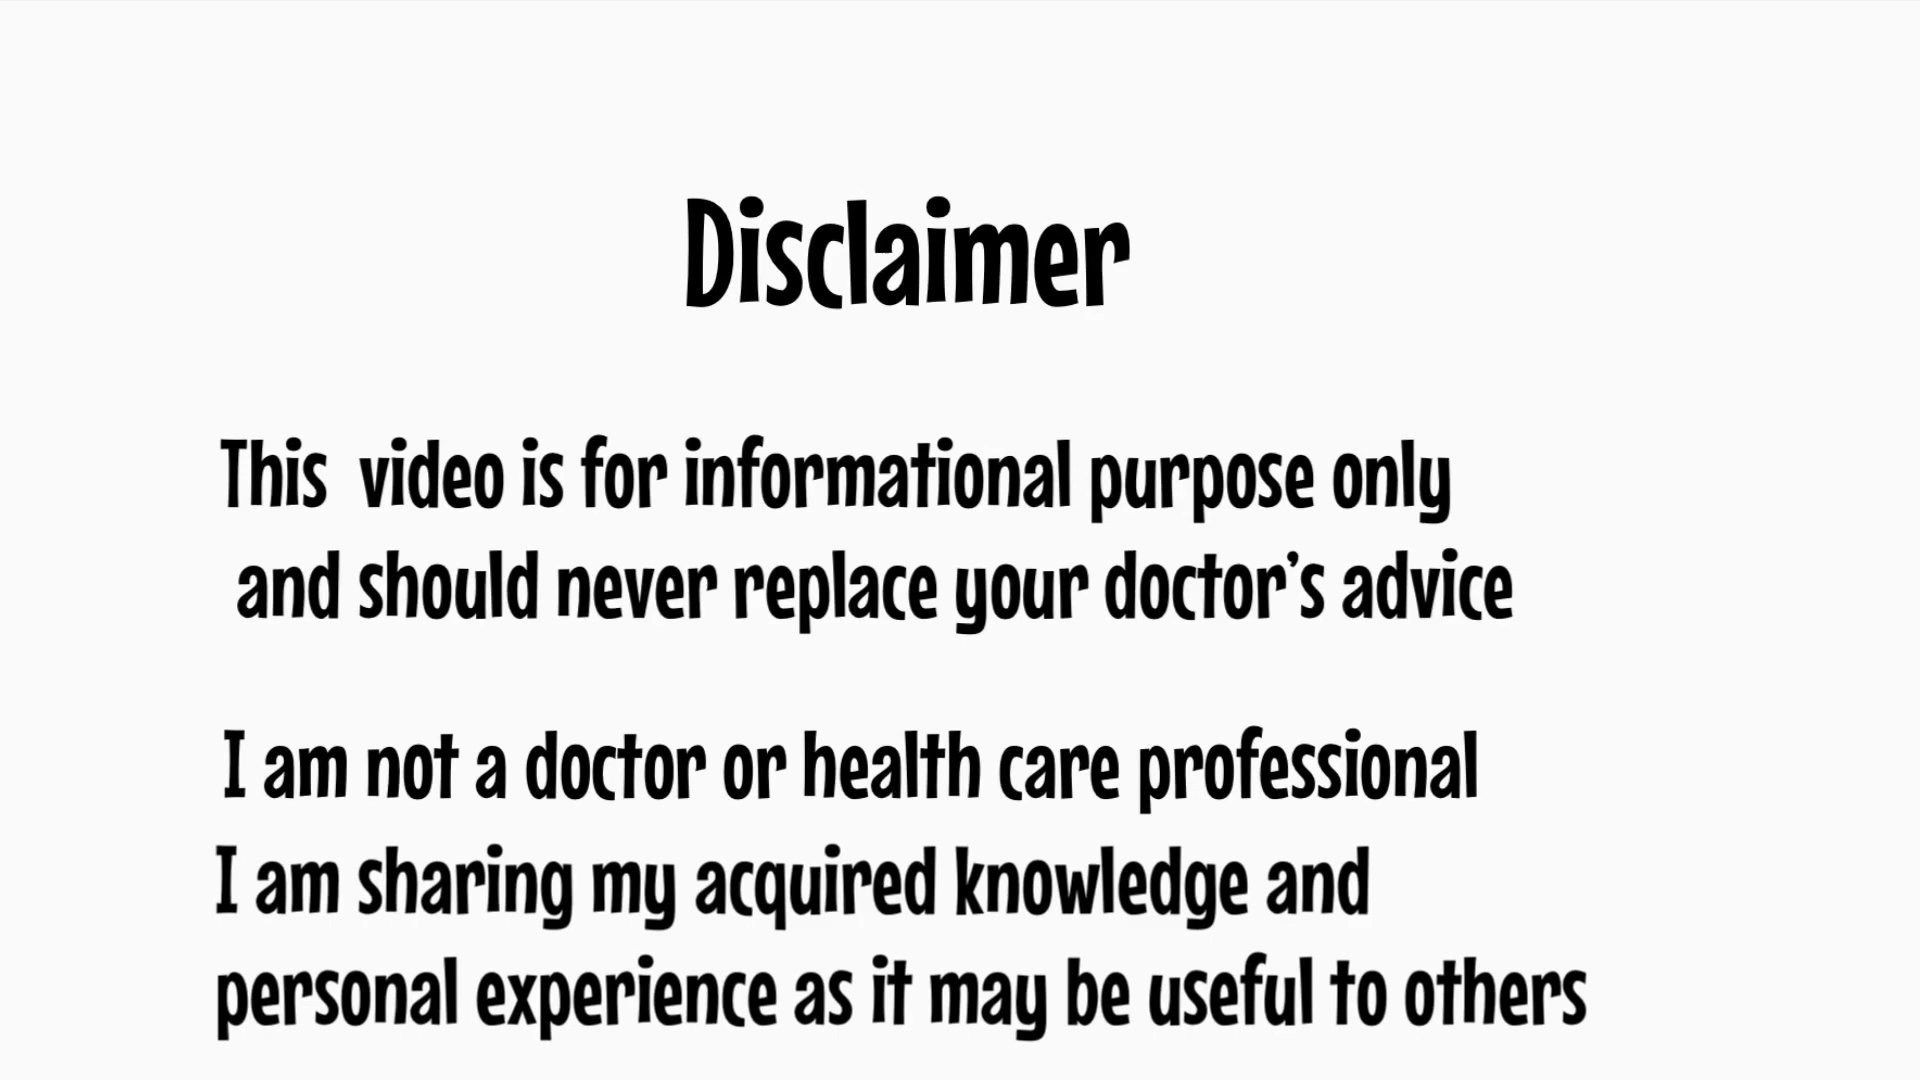 Disclaimer
This video is for informational purpose only
and should never replace your doctor's advice
I am not a doctor or health care professional
I am sharing my acquired knowledge and
personal experience as it may be useful to others